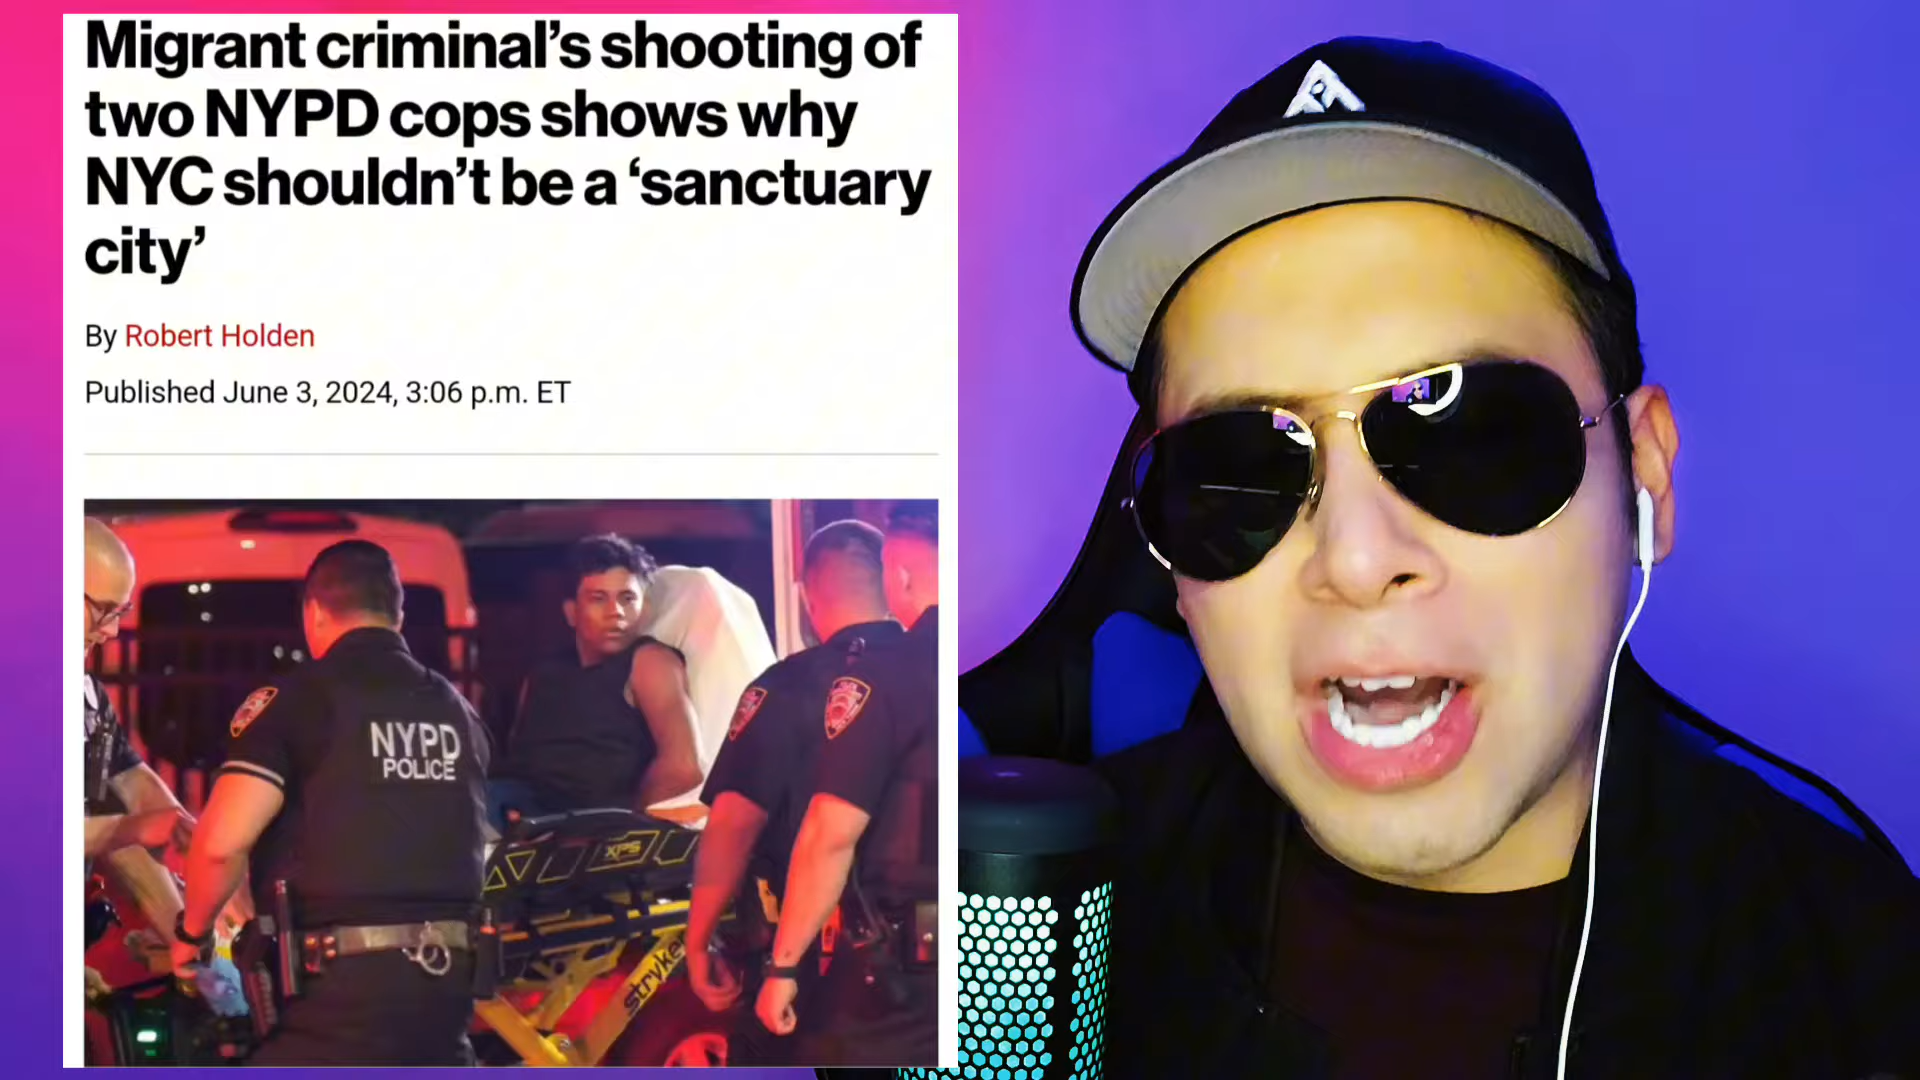 Migrant criminal’s shooting of
two NYPD cops shows why
NYC shouldn’t be a ‘sanctuary
city’
By Robert Holden
Published June 3, 2024, 3:06 p.m. ET
NYPD
POLICE
XPS
stryker